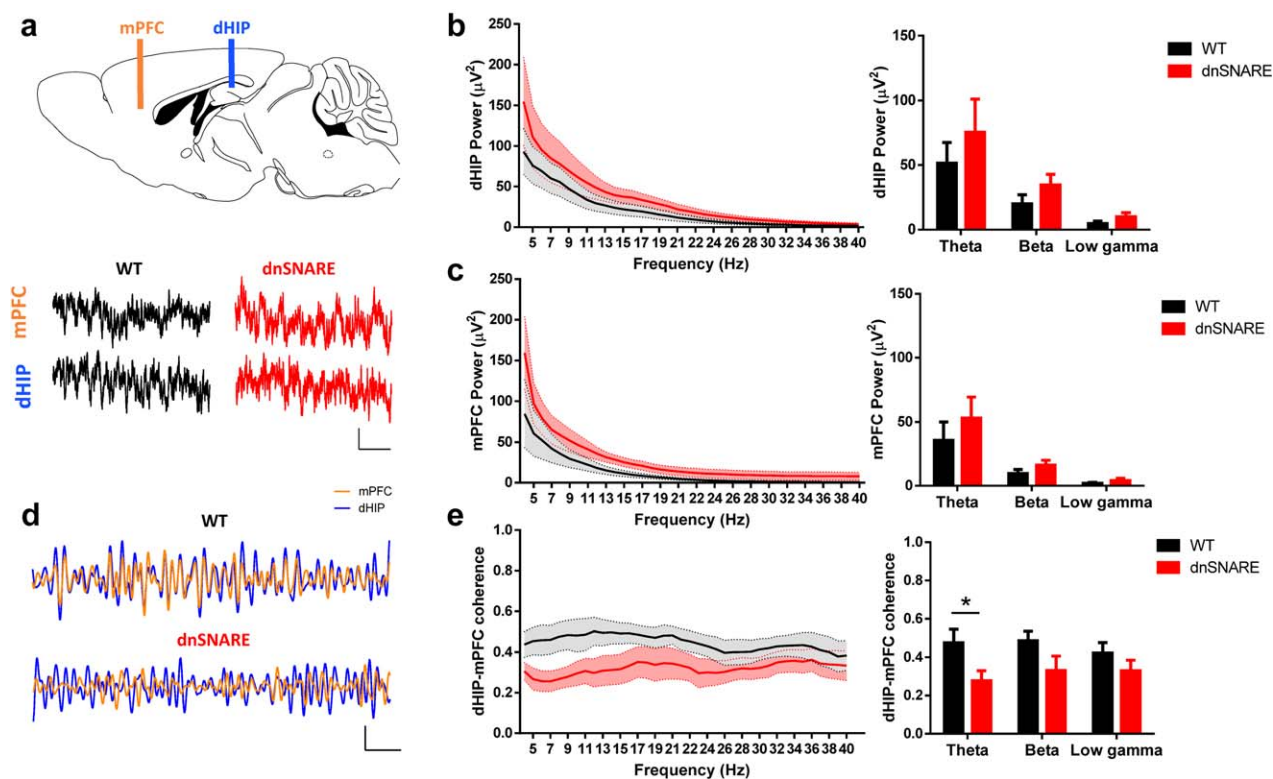 a
mPFC
dHIP
WT
dnSNARE
mPFC
dHIP
b
250
200
150
100
50
0
dHIP Power (µV²)
5 7 9 11 13 15 17 19 21 22 24 26 28 30 32 34 36 38 40
Frequency (Hz)
150
100
50
0
dHIP Power (µV²)
Theta Beta Low gamma
WT
dnSNARE
c
250
200
150
100
50
0
mPFC Power (µV²)
5 7 9 11 13 15 17 19 21 22 24 26 28 30 32 34 36 38 40
Frequency (Hz)
150
100
50
0
mPFC Power (µV²)
Theta Beta Low gamma
WT
dnSNARE
d
mPFC
dHIP
WT
dnSNARE
e
1.0
0.8
0.6
0.4
0.2
0.0
dHIP-mPFC coherence
5 7 9 11 13 15 17 19 21 22 24 26 28 30 32 34 36 38 40
Frequency (Hz)
1.0
0.8
0.6
0.4
0.2
0.0
dHIP-mPFC coherence
*
Theta Beta Low gamma
WT
dnSNARE